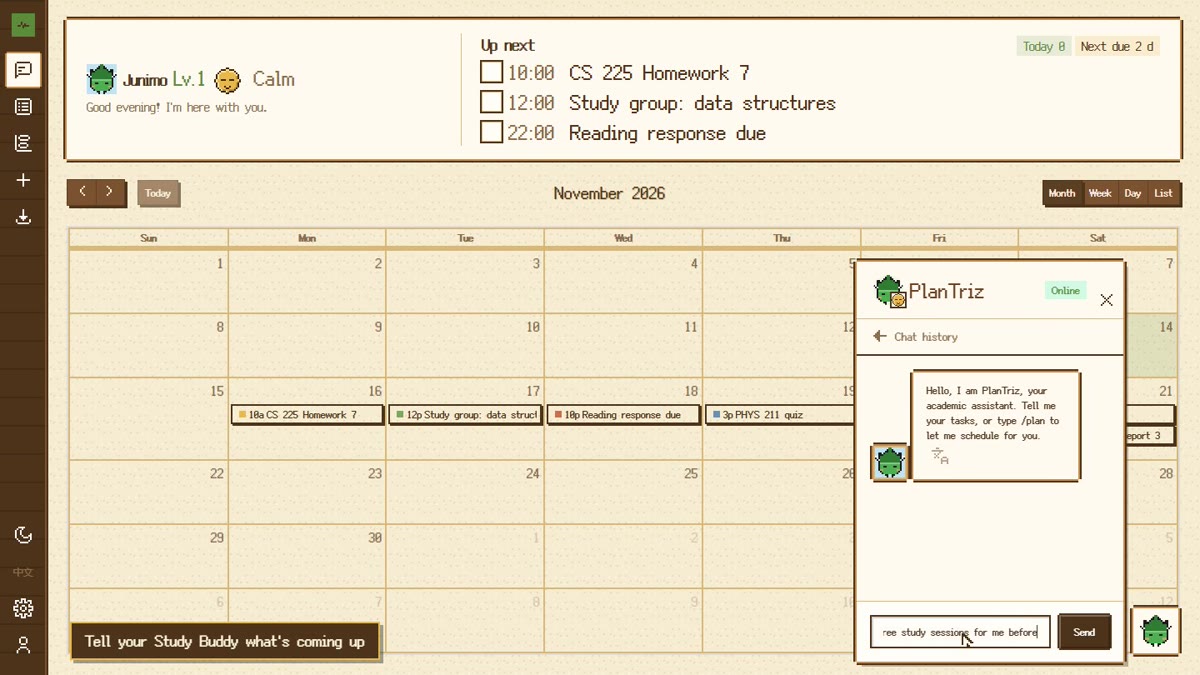 Junimo Lv.1 Calm
Good evening! I'm here with you.
Up next
10:00 CS 225 Homework 7
12:00 Study group: data structures
22:00 Reading response due
Today 0 Next due 2 d
Today
November 2026
Month Week Day List
Sun Mon Tue Wed Thu Fri Sat
1 2 3 4 5 7
8 9 10 11 12 14
15 16 17 18 19 21
10a CS 225 Homework 7
12p Study group: data struct
10p Reading response due
3p PHYS 211 quiz
eport 3
22 23 24 25 26 28
29 30 1 2 5
6 7 8 9 10 12
PlanTriz
Online
Chat history
Hello, I am PlanTriz, your
academic assistant. Tell me
your tasks, or type /plan to
let me schedule for you.
文A
ree study sessions for me before
Send
中文
Tell your Study Buddy what's coming up